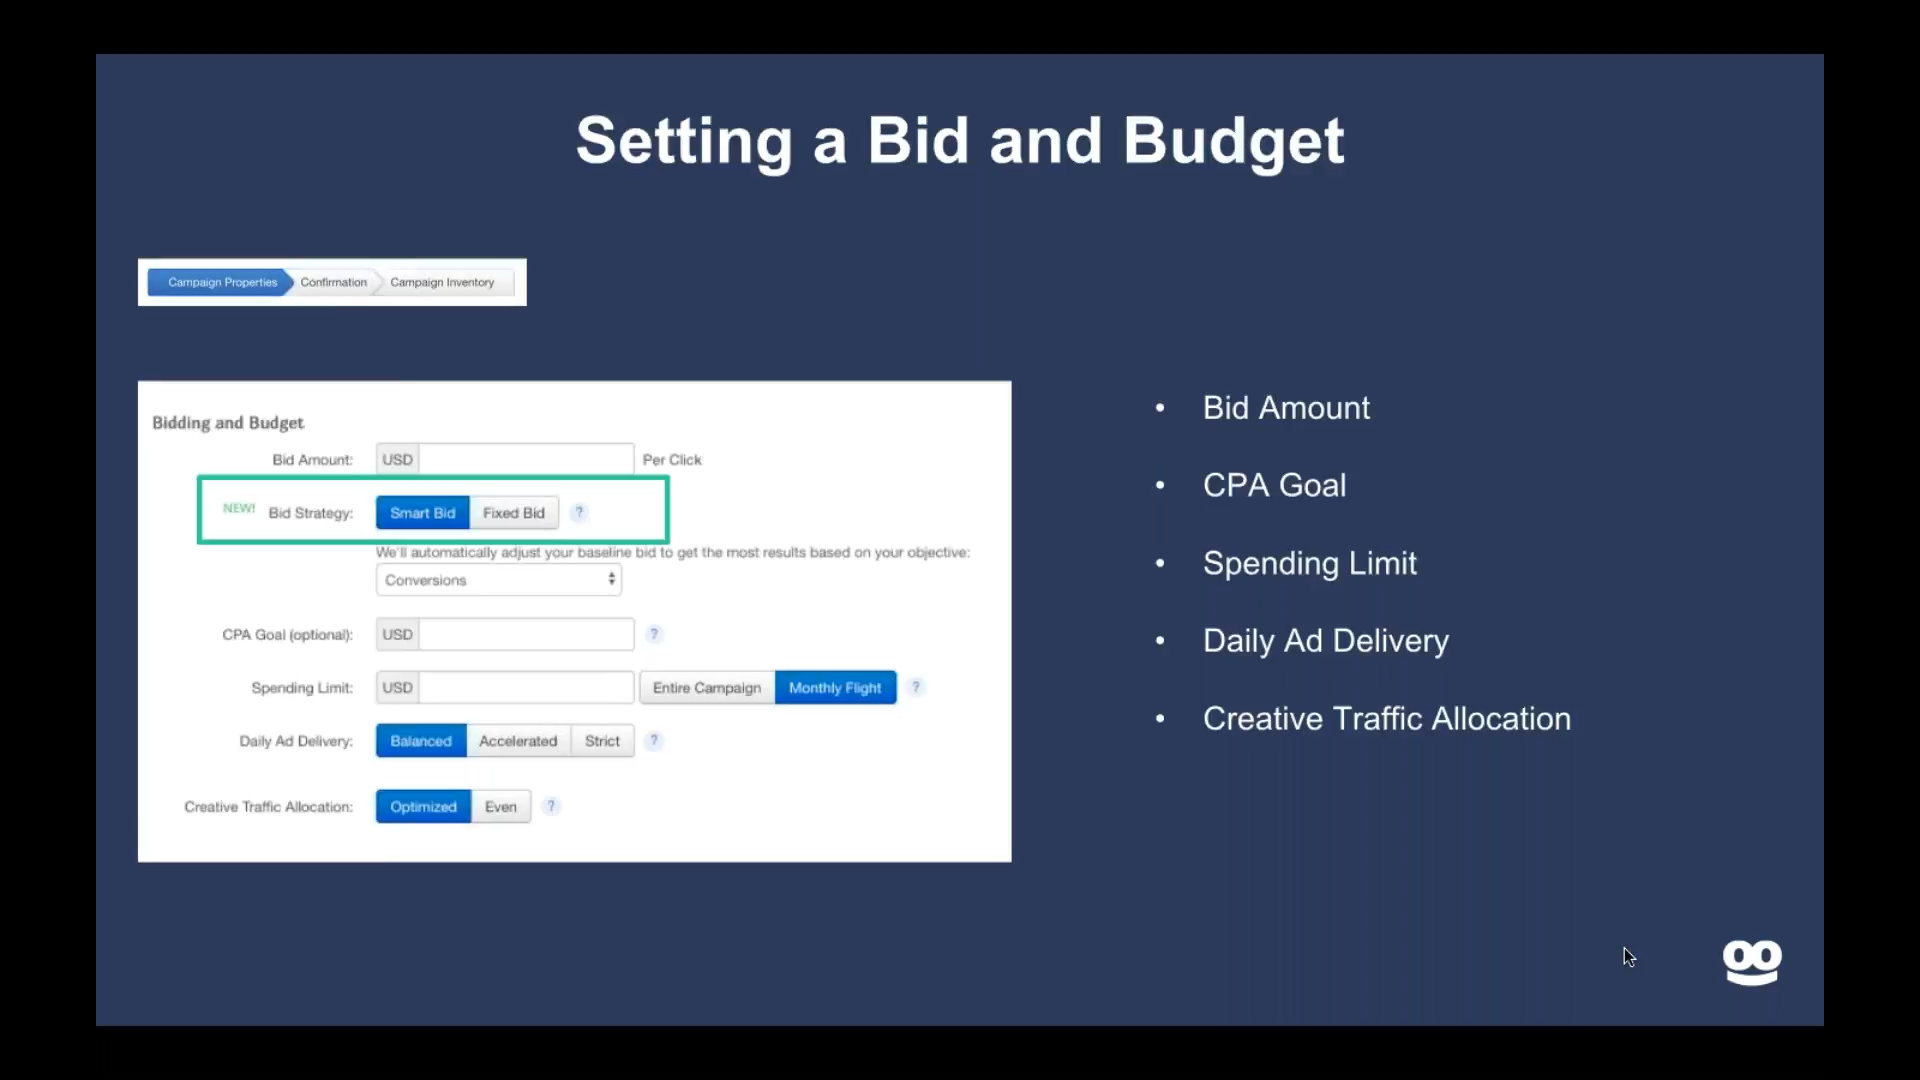 Setting a Bid and Budget
Campaign Properties Confirmation Campaign Inventory
Bidding and Budget
Bid Amount: USD Per Click
NEW! Bid Strategy: Smart Bid Fixed Bid ?
We'll automatically adjust your baseline bid to get the most results based on your objective:
Conversions
CPA Goal (optional): USD ?
Spending Limit: USD Entire Campaign Monthly Flight ?
Daily Ad Delivery: Balanced Accelerated Strict ?
Creative Traffic Allocation: Optimized Even ?
• Bid Amount
• CPA Goal
• Spending Limit
• Daily Ad Delivery
• Creative Traffic Allocation